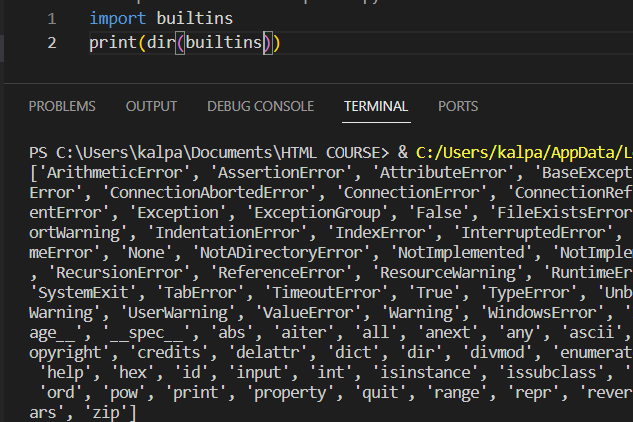 1 import builtins
2 print(dir(builtins))
PROBLEMS OUTPUT DEBUG CONSOLE TERMINAL PORTS
PS C:\Users\kalpa\Documents\HTML COURSE> & C:/Users/kalpa/AppData/L
['ArithmeticError', 'AssertionError', 'AttributeError', 'BaseExcept
Error', 'ConnectionAbortedError', 'ConnectionError', 'ConnectionRef
entError', 'Exception', 'ExceptionGroup', 'False', 'FileExistsError
ortWarning', 'IndentationError', 'IndexError', 'InterruptedError',
meError', 'None', 'NotADirectoryError', 'NotImplemented', 'NotImple
, 'RecursionError', 'ReferenceError', 'ResourceWarning', 'RuntimeEr
'SystemExit', 'TabError', 'TimeoutError', 'True', 'TypeError', 'Unb
Warning', 'UserWarning', 'ValueError', 'Warning', 'WindowsError', '
age__', '__spec__', 'abs', 'aiter', 'all', 'anext', 'any', 'ascii',
opyright', 'credits', 'delattr', 'dict', 'dir', 'divmod', 'enumerat
'help', 'hex', 'id', 'input', 'int', 'isinstance', 'issubclass', '
'ord', 'pow', 'print', 'property', 'quit', 'range', 'repr', 'rever
ars', 'zip']